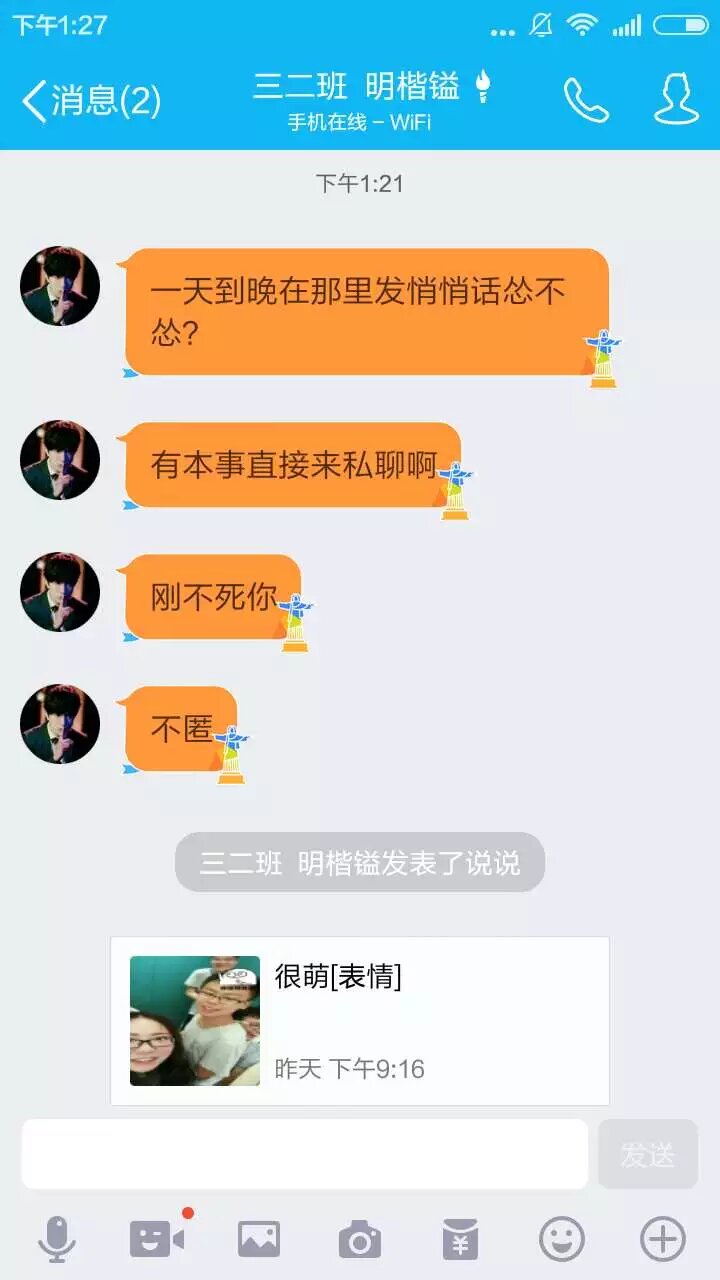 下午1:27
消息(2)
三二班 明楷镒
手机在线 – WiFi
下午1:21
一天到晚在那里发悄悄话怂不
怂?
有本事直接来私聊啊
刚不死你
不匿
三二班 明楷镒发表了说说
很萌[表情]
昨天 下午9:16
发送